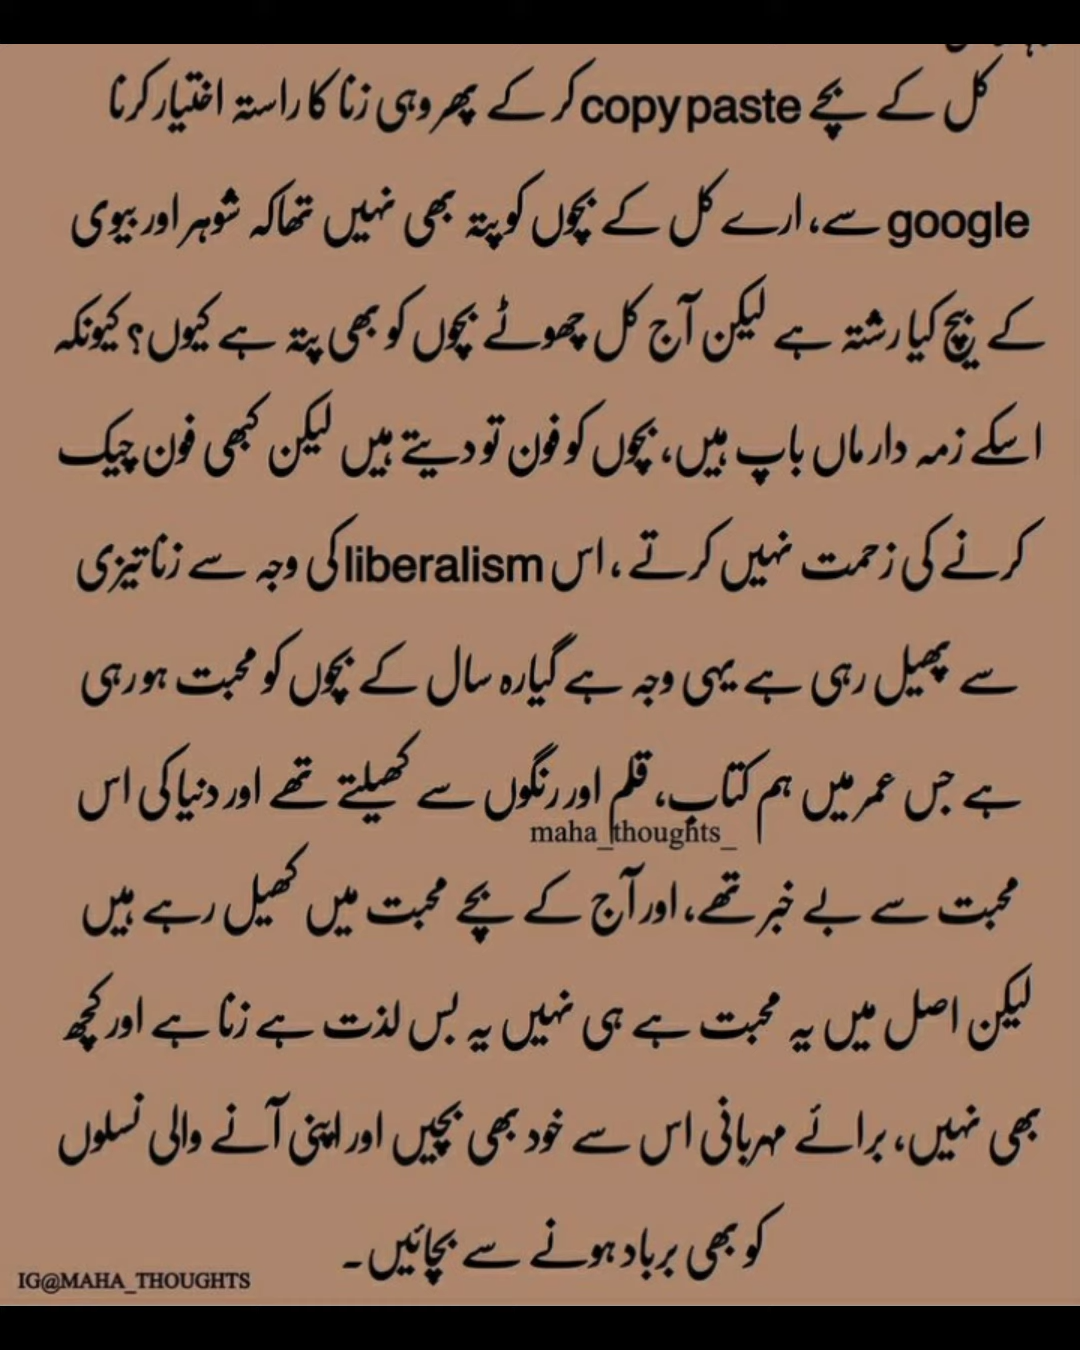 کل کے بچے copy paste کر کے پھر وہی زنا کا راستہ اختیار کرنا
google سے، ارے کل کے بچوں کو پتہ بھی نہیں تھا کہ شوہر اور بیوی
کے بیچ کیا رشتہ ہے لیکن آج کل چھوٹے بچوں کو بھی پتہ ہے کیوں؟ کیونکہ
اسکے زمہ دار ماں باپ ہیں، بچوں کو فون تو دیتے ہیں لیکن کبھی فون چیک
کرنے کی زحمت نہیں کرتے، اس liberalism کی وجہ سے زنا تیزی
سے پھیل رہی ہے یہی وجہ ہے گیارہ سال کے بچوں کو محبت ہو رہی
ہے جس عمر میں ہم کتاب، قلم اور رنگوں سے کھیلتے تھے اور دنیا کی اس
maha_thoughts_
محبت سے بے خبر تھے، اور آج کے بچے محبت میں کھیل رہے ہیں
لیکن اصل میں یہ محبت ہے ہی نہیں یہ بس لذت ہے زنا ہے اور کچھ
بھی نہیں، برائے مہربانی اس سے خود بھی بچیں اور اپنی آنے والی نسلوں
کو بھی برباد ہونے سے بچائیں۔
IG@MAHA_THOUGHTS